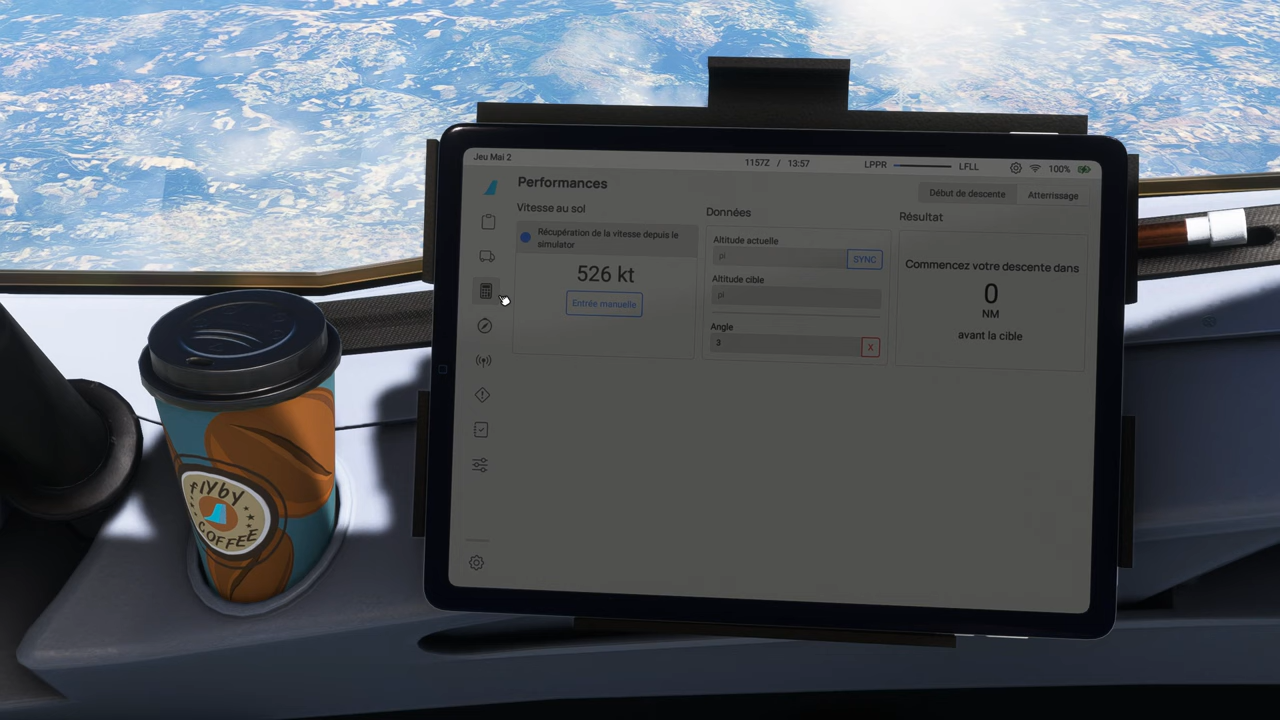 Jeu Mai 2
1157Z / 13:57
LPPR
LFLL
100%
Performances
Début de descente
Atterrissage
Vitesse au sol
Récupération de la vitesse depuis le
simulator
526 kt
Entrée manuelle
Données
Altitude actuelle
pi
SYNC
Altitude cible
pi
Angle
3
X
Résultat
Commencez votre descente dans
0
NM
avant la cible
flyby
COFFEE